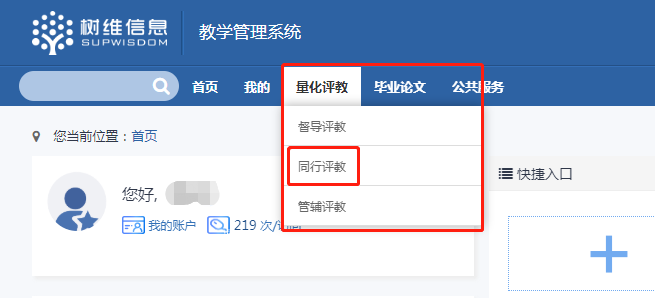 树维信息
SUPWISDOM
教学管理系统
首页 我的 量化评教 毕业论文 公共服务
督导评教
您当前位置：首页
同行评教
快捷入口
您好,
管辅评教
我的账户 219 次/